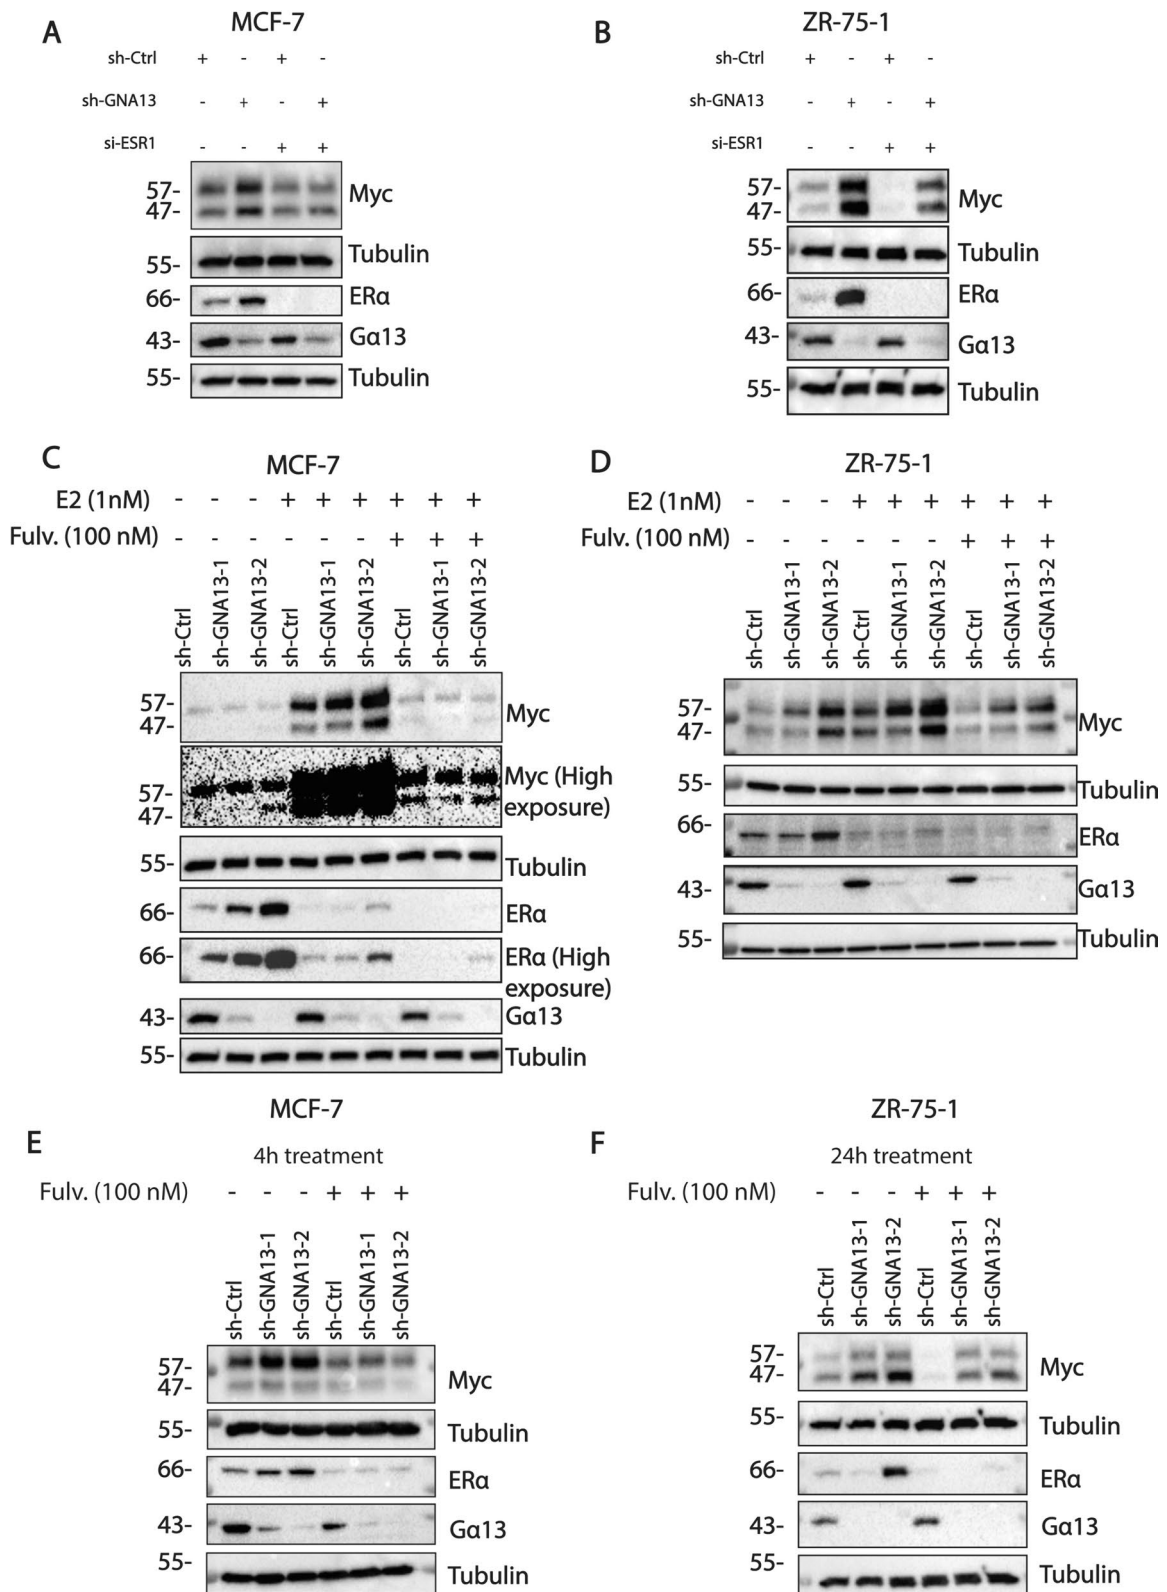 A
MCF-7
sh-Ctrl + - + -
sh-GNA13 - + - +
si-ESR1 - - + +
57-
47-
Myc
55-
Tubulin
66-
ERα
43-
Gα13
55-
Tubulin
B
ZR-75-1
sh-Ctrl + - + -
sh-GNA13 - + - +
si-ESR1 - - + +
57-
47-
Myc
55-
Tubulin
66-
ERα
43-
Gα13
55-
Tubulin
C
MCF-7
E2 (1nM) - - - + + + + + +
Fulv. (100 nM) - - - - - - + + +
sh-Ctrl
sh-GNA13-1
sh-GNA13-2
sh-Ctrl
sh-GNA13-1
sh-GNA13-2
sh-Ctrl
sh-GNA13-1
sh-GNA13-2
57-
47-
Myc
57-
47-
Myc (High
exposure)
55-
Tubulin
66-
ERα
66-
ERα (High
exposure)
43-
Gα13
55-
Tubulin
D
ZR-75-1
E2 (1nM) - - - + + + + + +
Fulv. (100 nM) - - - - - - + + +
sh-Ctrl
sh-GNA13-1
sh-GNA13-2
sh-Ctrl
sh-GNA13-1
sh-GNA13-2
sh-Ctrl
sh-GNA13-1
sh-GNA13-2
57-
47-
Myc
55-
Tubulin
66-
ERα
43-
Gα13
55-
Tubulin
E
MCF-7
4h treatment
Fulv. (100 nM) - - - + + +
sh-Ctrl
sh-GNA13-1
sh-GNA13-2
sh-Ctrl
sh-GNA13-1
sh-GNA13-2
57-
47-
Myc
55-
Tubulin
66-
ERα
43-
Gα13
55-
Tubulin
F
ZR-75-1
24h treatment
Fulv. (100 nM) - - - + + +
sh-Ctrl
sh-GNA13-1
sh-GNA13-2
sh-Ctrl
sh-GNA13-1
sh-GNA13-2
57-
47-
Myc
55-
Tubulin
66-
ERα
43-
Gα13
55-
Tubulin